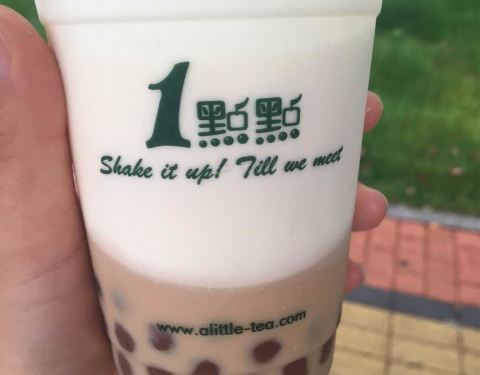 1點點
Shake it up! Till we meet
www.alittle-tea.com